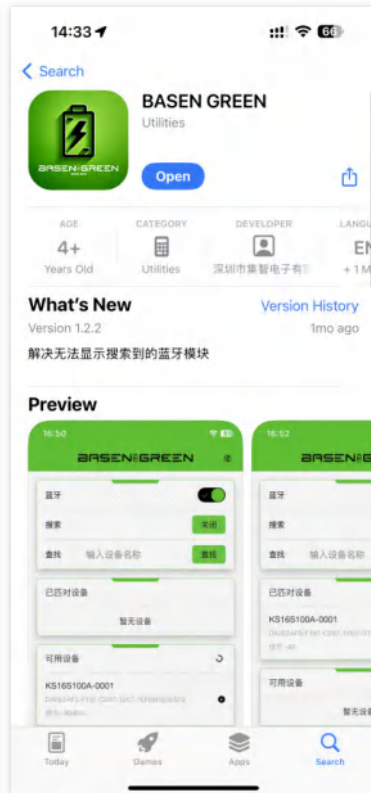 14:33
66
Search
BASEN GREEN
BASEN GREEN
Utilities
Open
AGE
CATEGORY
DEVELOPER
4+
EN
Years Old
Utilities
深圳市集智电子有
+ 1 M
What's New
Version History
Version 1.2.2
1mo ago
解决无法显示搜索到的蓝牙模块
Preview
16:50
16:52
BASEN GREEN
蓝牙
蓝牙
搜索
关闭
搜索
查找
输入设备名称
查找
查找
输入设备名称
已匹对设备
已匹对设备
暂无设备
KS16S100A-0001
可用设备
可用设备
KS16S100A-0001
Today
Games
Apps
Search